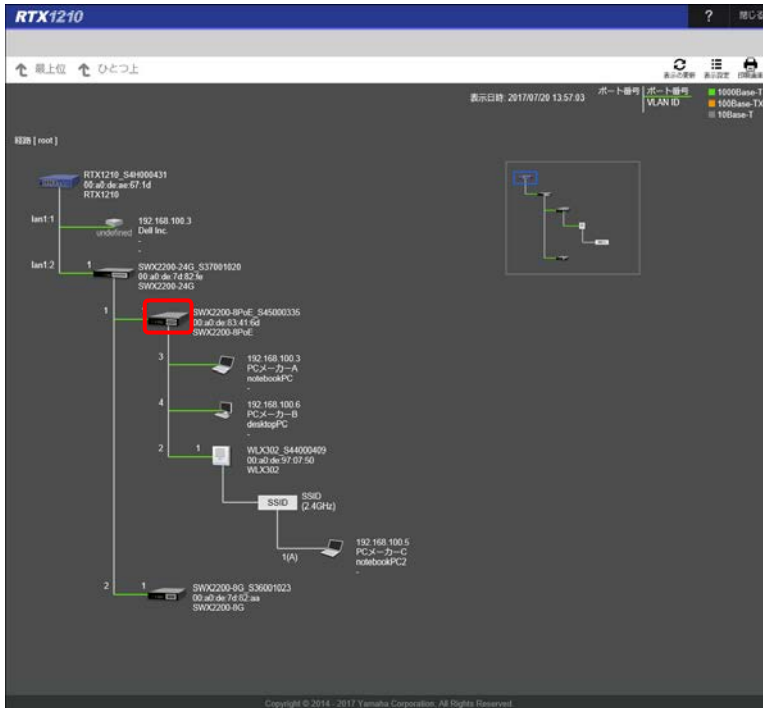 RTX1210
?
閉じる
最上位
ひとつ上
表示の更新
表示設定
印刷画面
表示日時: 2017/07/20 13:57:03
ポート番号
ポート番号
VLAN ID
1000Base-T
100Base-TX
10Base-T
経路 [ root ]
RTX1210_S4H000431
00:a0:de:ae:67:1d
RTX1210
lan1:1
undefined
192.168.100.3
Dell Inc.
-
-
lan1:2
1
SWX2200-24G_S37001020
00:a0:de:7d:82:fe
SWX2200-24G
1
SWX2200-8PoE_S45000335
00:a0:de:83:41:6d
SWX2200-8PoE
3
192.168.100.3
PCメーカーA
notebookPC
-
4
192.168.100.6
PCメーカーB
desktopPC
-
2
1
WLX302_S44000409
00:a0:de:97:07:50
WLX302
SSID
SSID
(2.4GHz)
1(A)
192.168.100.5
PCメーカーC
notebookPC2
-
2
1
SWX2200-8G_S36001023
00:a0:de:7d:82:aa
SWX2200-8G
Copyright © 2014 - 2017 Yamaha Corporation. All Rights Reserved.